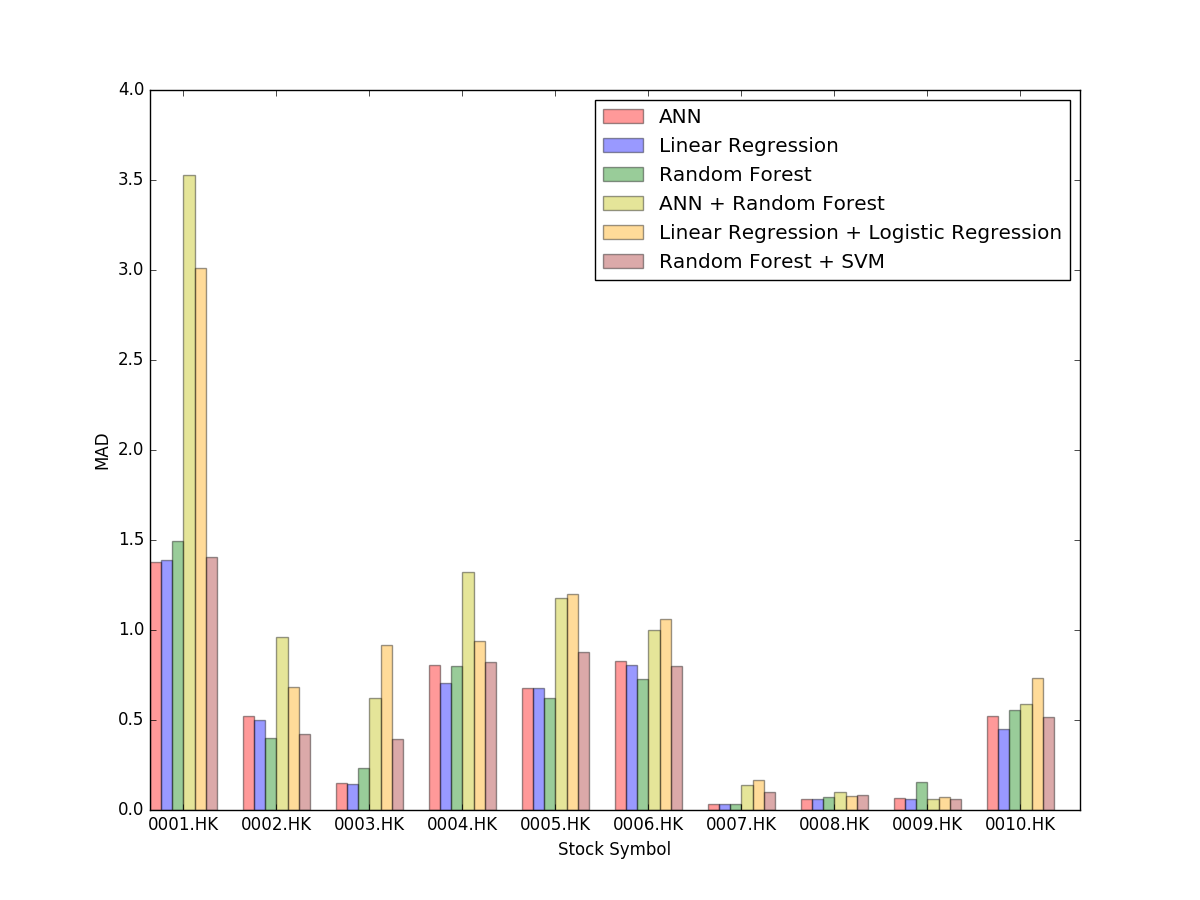 4.0
3.5
3.0
2.5
2.0
1.5
1.0
0.5
0.0
MAD
ANN
Linear Regression
Random Forest
ANN + Random Forest
Linear Regression + Logistic Regression
Random Forest + SVM
0001.HK 0002.HK 0003.HK 0004.HK 0005.HK 0006.HK 0007.HK 0008.HK 0009.HK 0010.HK
Stock Symbol